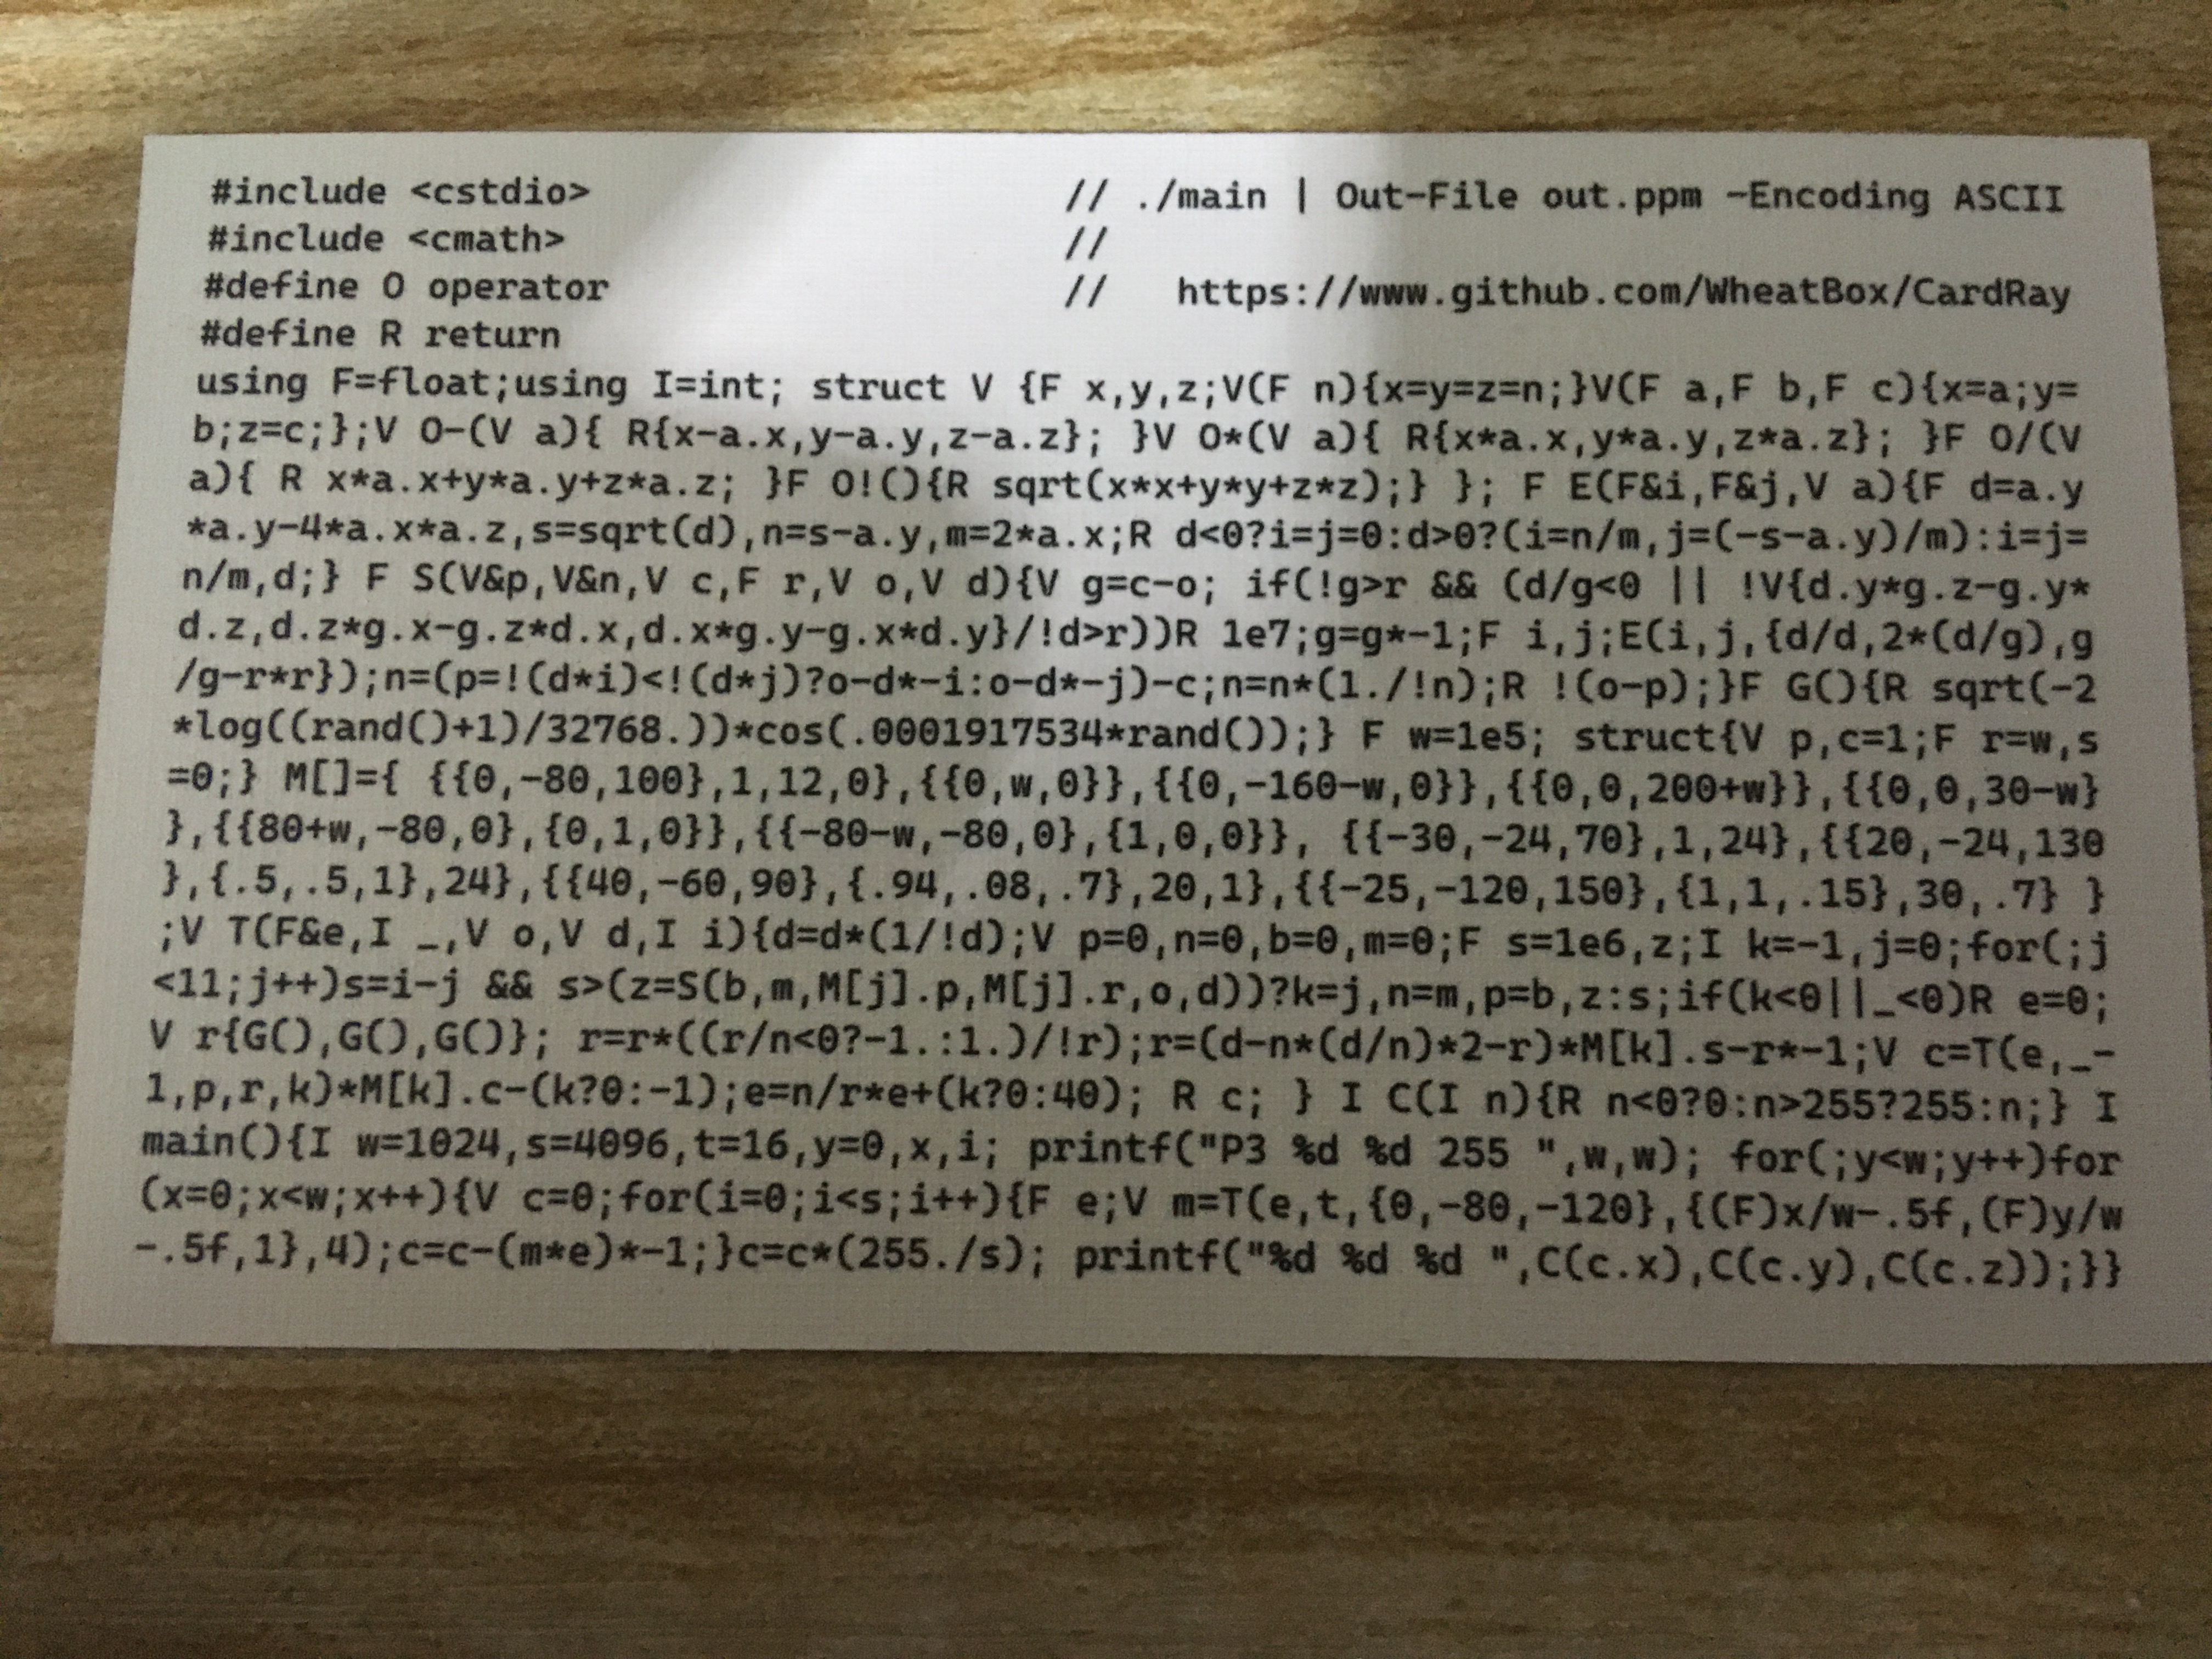 #include <cstdio>                    // ./main | Out-File out.ppm -Encoding ASCII
#include <cmath>                     //
#define O operator                   //   https://www.github.com/WheatBox/CardRay
#define R return
using F=float;using I=int; struct V {F x,y,z;V(F n){x=y=z=n;}V(F a,F b,F c){x=a;y=
b;z=c;};V O-(V a){ R{x-a.x,y-a.y,z-a.z}; }V O*(V a){ R{x*a.x,y*a.y,z*a.z}; }F O/(V
a){ R x*a.x+y*a.y+z*a.z; }F O!(){R sqrt(x*x+y*y+z*z);} }; F E(F&i,F&j,V a){F d=a.y
*a.y-4*a.x*a.z,s=sqrt(d),n=s-a.y,m=2*a.x;R d<0?i=j=0:d>0?(i=n/m,j=(-s-a.y)/m):i=j=
n/m,d;} F S(V&p,V&n,V c,F r,V o,V d){V g=c-o; if(!g>r && (d/g<0 || !V{d.y*g.z-g.y*
d.z,d.z*g.x-g.z*d.x,d.x*g.y-g.x*d.y}/!d>r))R 1e7;g=g*-1;F i,j;E(i,j,{d/d,2*(d/g),g
/g-r*r});n=(p=!(d*i)<!(d*j)?o-d*-i:o-d*-j)-c;n=n*(1./!n);R !(o-p);}F G(){R sqrt(-2
*log((rand()+1)/32768.))*cos(.0001917534*rand());} F w=1e5; struct{V p,c=1;F r=w,s
=0;} M[]={ {{0,-80,100},1,12,0},{{0,w,0}},{{0,-160-w,0}},{{0,0,200+w}},{{0,0,30-w}
},{{80+w,-80,0},{0,1,0}},{{-80-w,-80,0},{1,0,0}}, {{-30,-24,70},1,24},{{20,-24,130
},{.5,.5,1},24},{{40,-60,90},{.94,.08,.7},20,1},{{-25,-120,150},{1,1,.15},30,.7} }
;V T(F&e,I _,V o,V d,I i){d=d*(1/!d);V p=0,n=0,b=0,m=0;F s=1e6,z;I k=-1,j=0;for(;j
<11;j++)s=i-j && s>(z=S(b,m,M[j].p,M[j].r,o,d))?k=j,n=m,p=b,z:s;if(k<0||_<0)R e=0;
V r{G(),G(),G()}; r=r*((r/n<0?-1.:1.)/!r);r=(d-n*(d/n)*2-r)*M[k].s-r*-1;V c=T(e,_-
1,p,r,k)*M[k].c-(k?0:-1);e=n/r*e+(k?0:40); R c; } I C(I n){R n<0?0:n>255?255:n;} I
main(){I w=1024,s=4096,t=16,y=0,x,i; printf("P3 %d %d 255 ",w,w); for(;y<w;y++)for
(x=0;x<w;x++){V c=0;for(i=0;i<s;i++){F e;V m=T(e,t,{0,-80,-120},{(F)x/w-.5f,(F)y/w
-.5f,1},4);c=c-(m*e)*-1;}c=c*(255./s); printf("%d %d %d ",C(c.x),C(c.y),C(c.z));}}